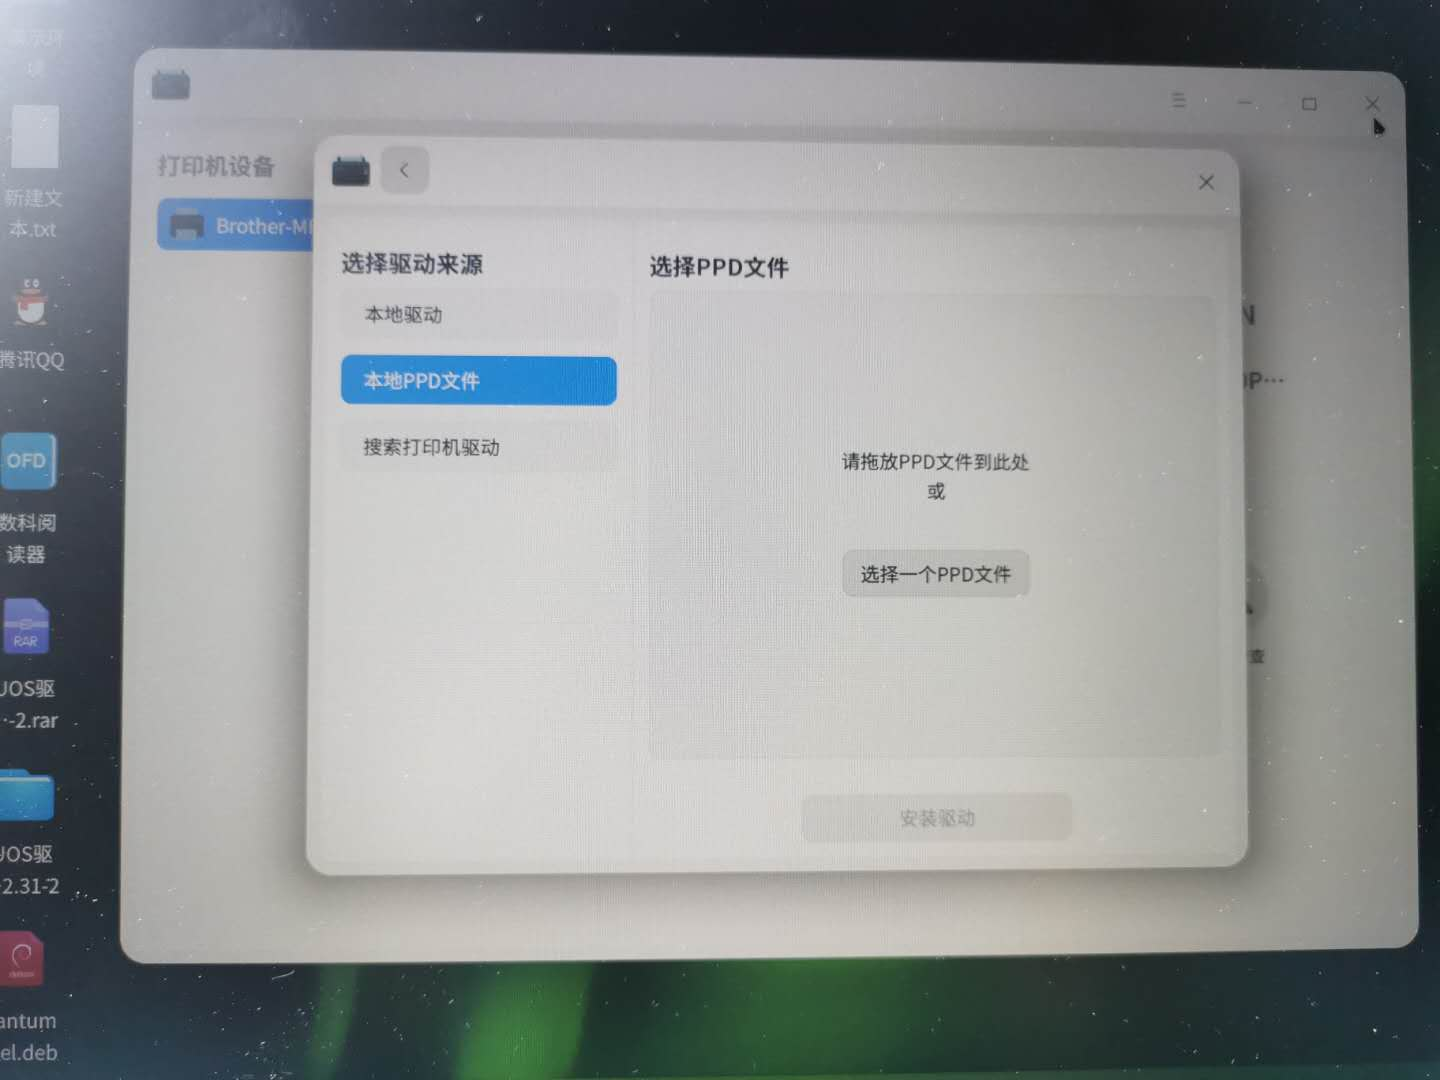 新建文
本.txt
腾讯QQ
OFD
数科阅
读器
RAR
UOS驱
-2.rar
UOS驱
2.31-2
debian
antum
el.deb
打印机设备
Brother-M
选择驱动来源
本地驱动
本地PPD文件
搜索打印机驱动
选择PPD文件
请拖放PPD文件到此处
或
选择一个PPD文件
安装驱动
N
P…
查